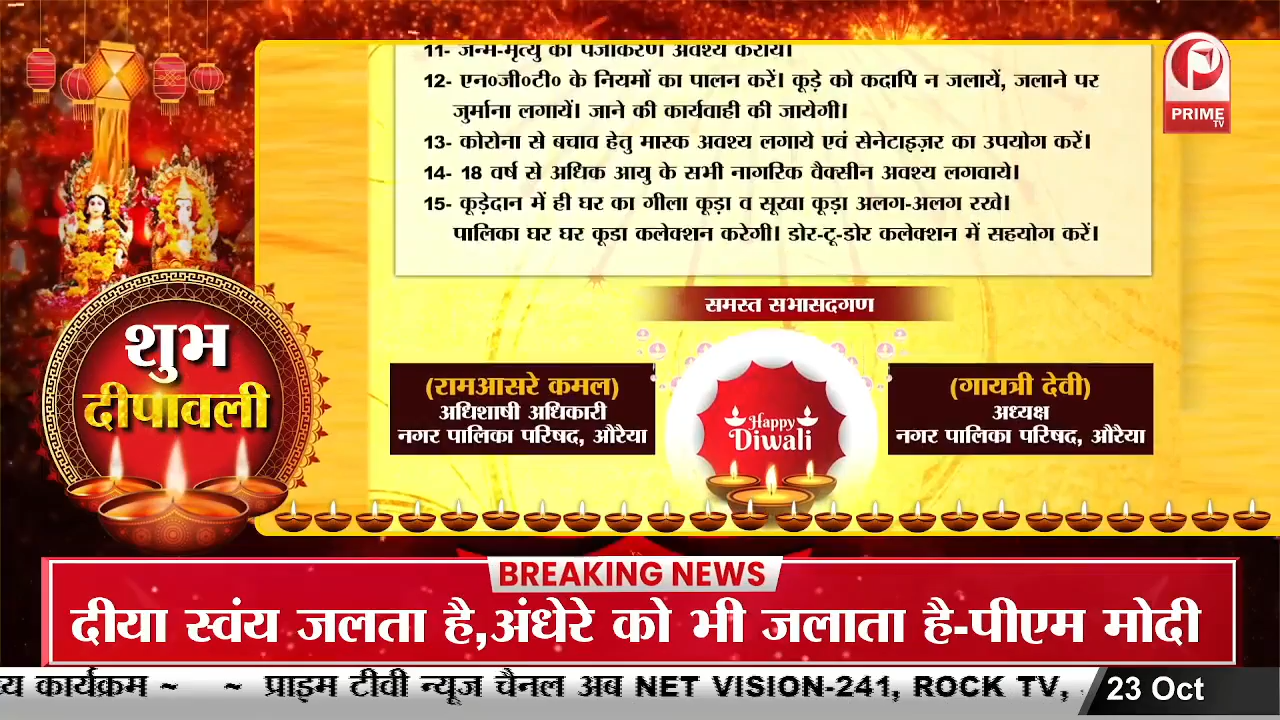 11- जन्म-मृत्यु का पंजीकरण अवश्य करायें।
12- एन०जी०टी० के नियमों का पालन करें। कूड़े को कदापि न जलायें, जलाने पर
जुर्माना लगायें। जाने की कार्यवाही की जायेगी।
13- कोरोना से बचाव हेतु मास्क अवश्य लगाये एवं सेनेटाइज़र का उपयोग करें।
14- 18 वर्ष से अधिक आयु के सभी नागरिक वैक्सीन अवश्य लगवाये।
15- कूड़ेदान में ही घर का गीला कूड़ा व सूखा कूड़ा अलग-अलग रखे।
पालिका घर घर कूडा कलेक्शन करेगी। डोर-टू-डोर कलेक्शन में सहयोग करें।
PRIME
TV
समस्त सभासदगण
शुभ
दीपावली
(रामआसरे कमल)
अधिशाषी अधिकारी
नगर पालिका परिषद, औरैया
Happy
Diwali
(गायत्री देवी)
अध्यक्ष
नगर पालिका परिषद, औरैया
BREAKING NEWS
दीया स्वंय जलता है,अंधेरे को भी जलाता है-पीएम मोदी
कार्यक्रम ~ ~ प्राइम टीवी न्यूज चैनल अब NET VISION-241, ROCK TV,
23 Oct